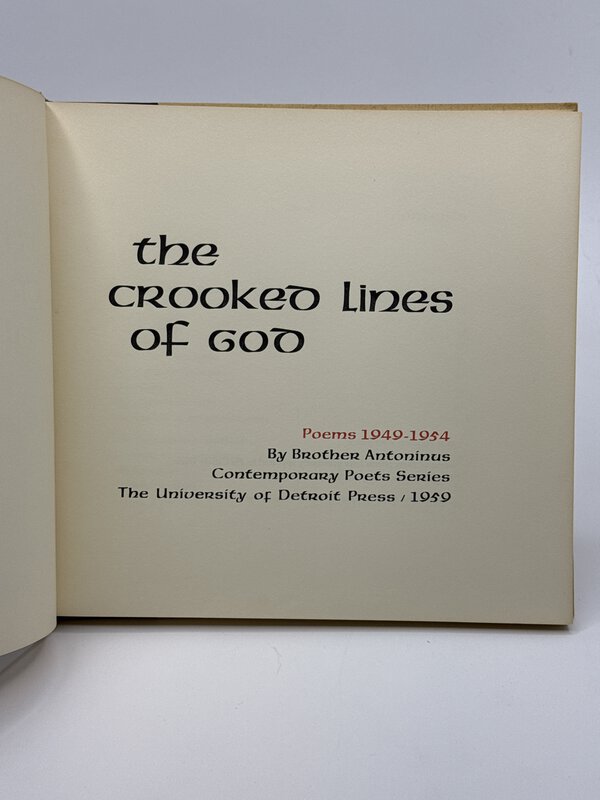 the
crooked lines
of God
Poems 1949-1954
By Brother Antoninus
Contemporary Poets Series
The University of Detroit Press / 1959